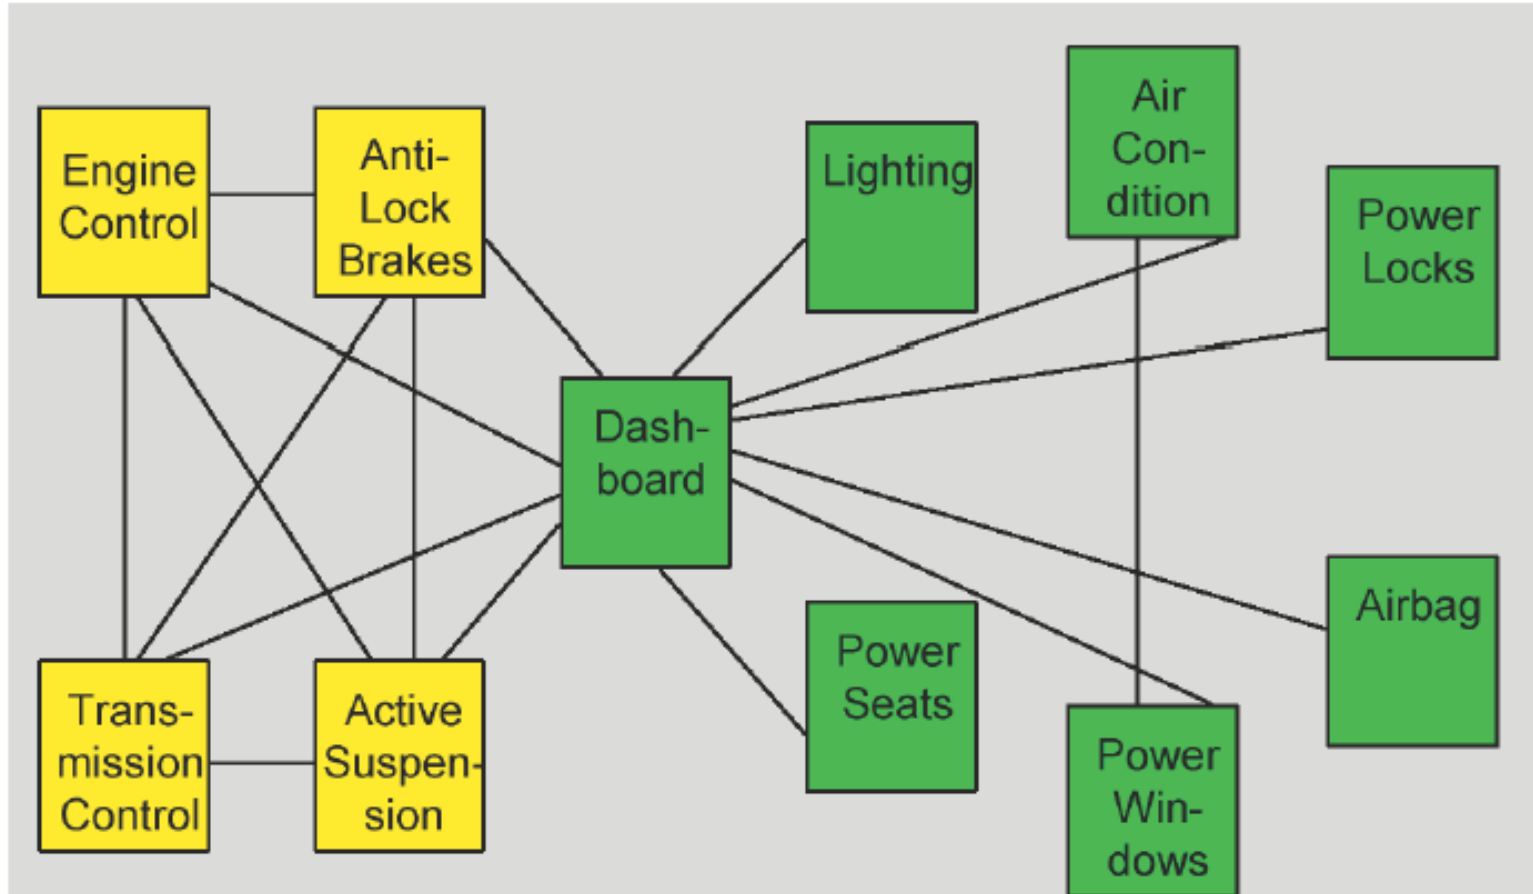 Engine
Control
Anti-
Lock
Brakes
Lighting
Air
Con-
dition
Power
Locks
Dash-
board
Trans-
mission
Control
Active
Suspen-
sion
Power
Seats
Power
Win-
dows
Airbag